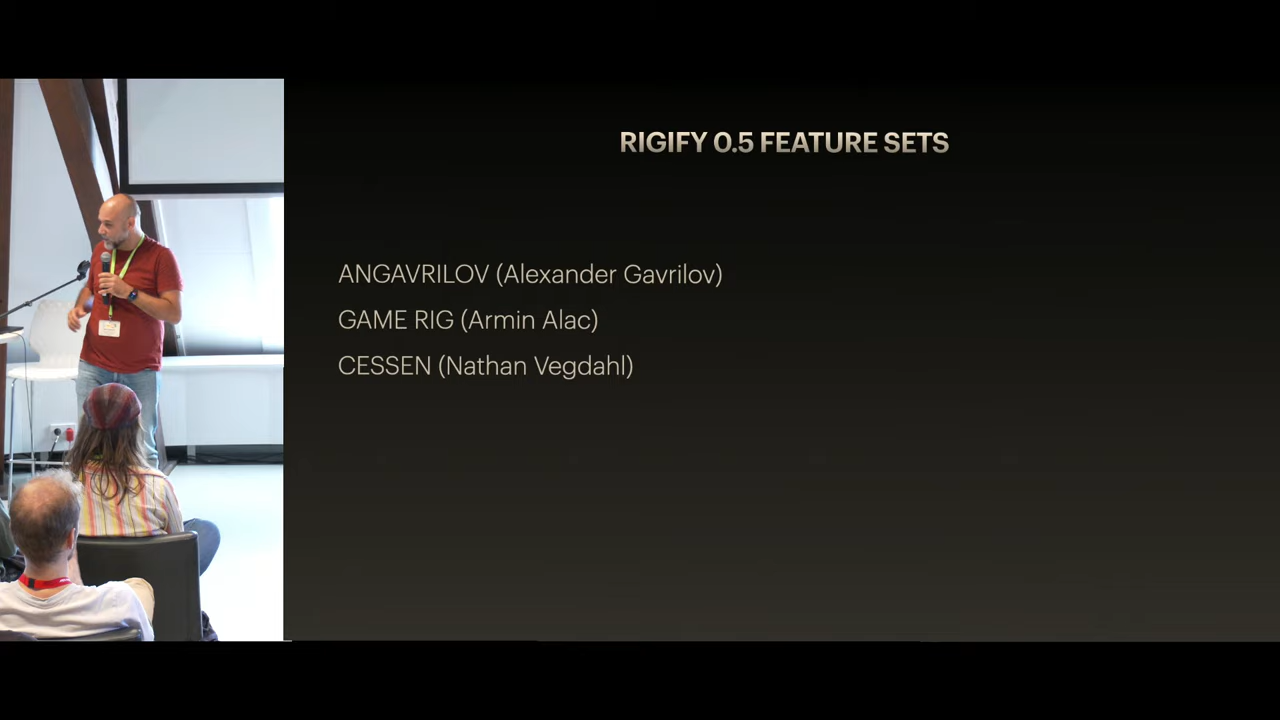 RIGIFY 0.5 FEATURE SETS
ANGAVRILOV (Alexander Gavrilov)
GAME RIG (Armin Alac)
CESSEN (Nathan Vegdahl)